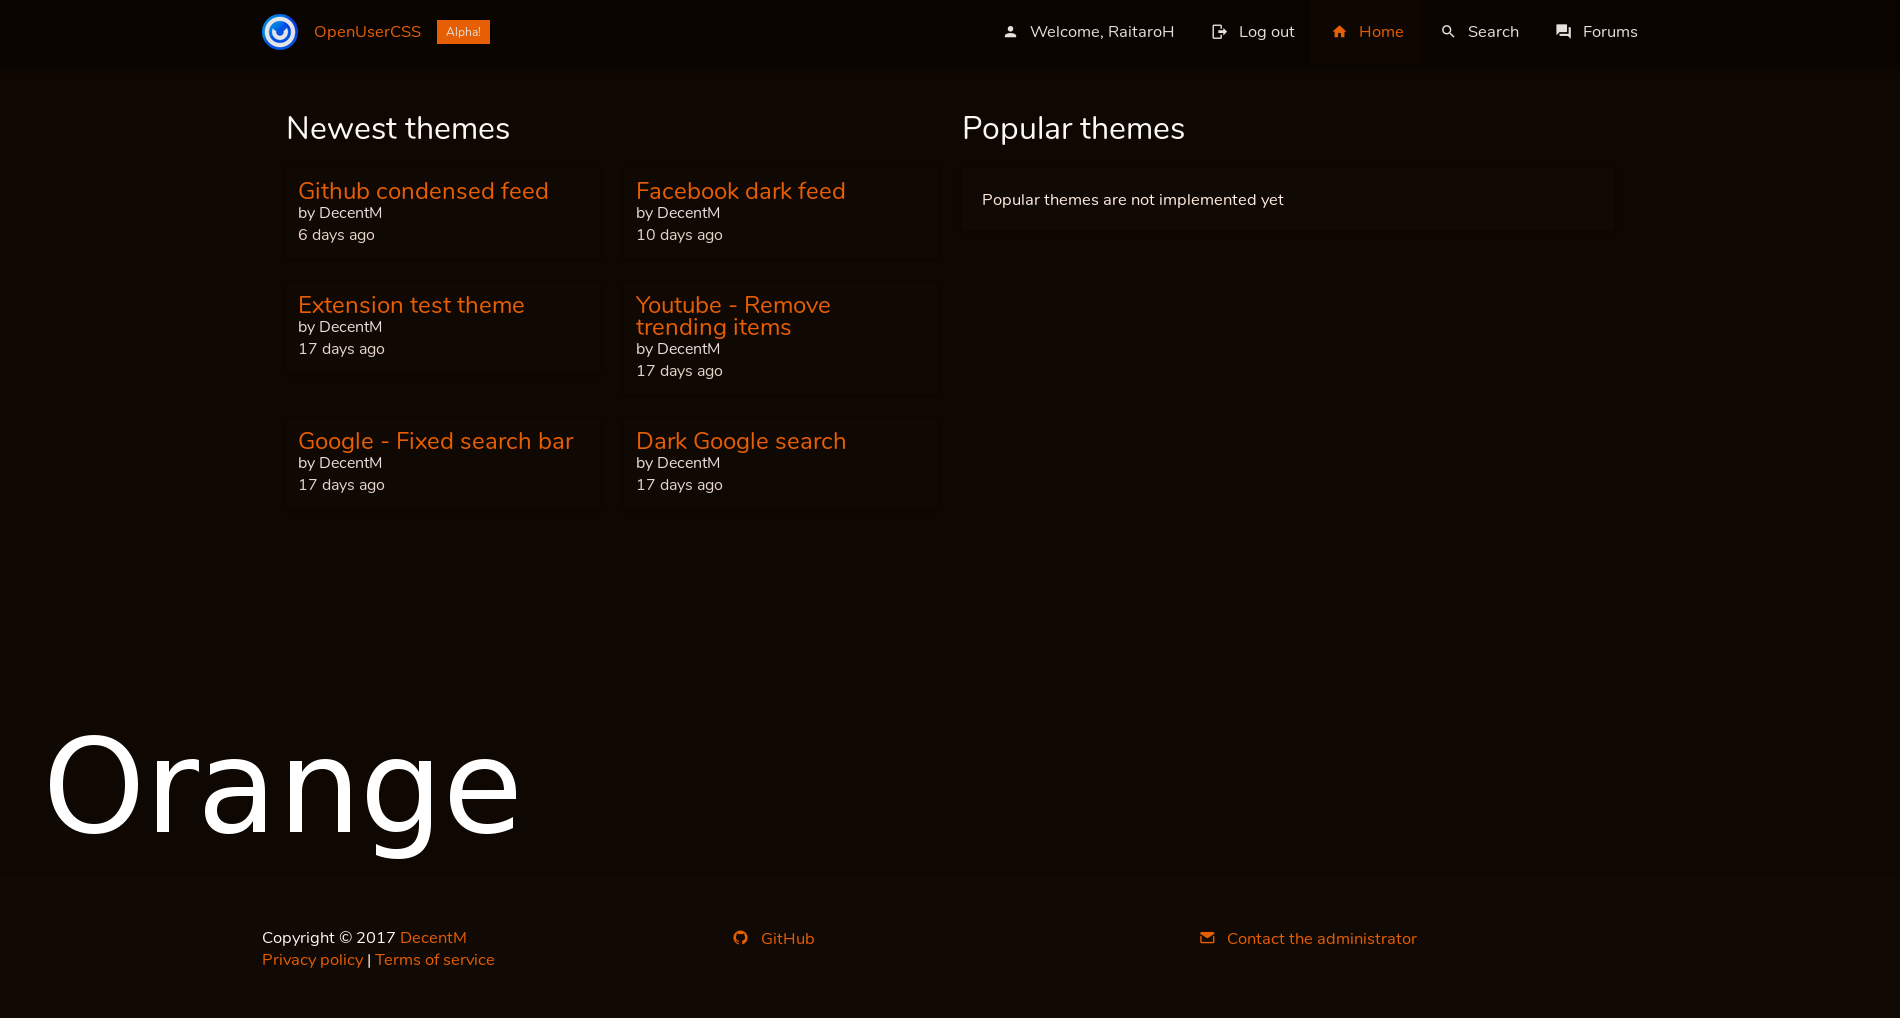 OpenUserCSS Alpha! Welcome, RaitaroH Log out Home Search Forums
Newest themes
Github condensed feed
by DecentM
6 days ago
Facebook dark feed
by DecentM
10 days ago
Extension test theme
by DecentM
17 days ago
Youtube - Remove
trending items
by DecentM
17 days ago
Google - Fixed search bar
by DecentM
17 days ago
Dark Google search
by DecentM
17 days ago
Popular themes
Popular themes are not implemented yet
Orange
Copyright © 2017 DecentM
Privacy policy | Terms of service
GitHub
Contact the administrator